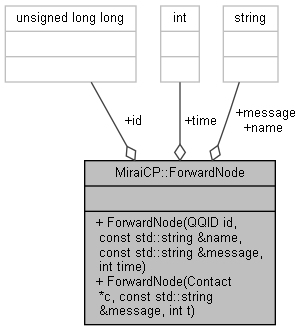 unsigned long long
int
string
+id
+time
+message
+name
MiraiCP::ForwardNode
+ ForwardNode(QQID id,
const std::string &name,
const std::string &message,
int time)
+ ForwardNode(Contact
*c, const std::string
&message, int t)